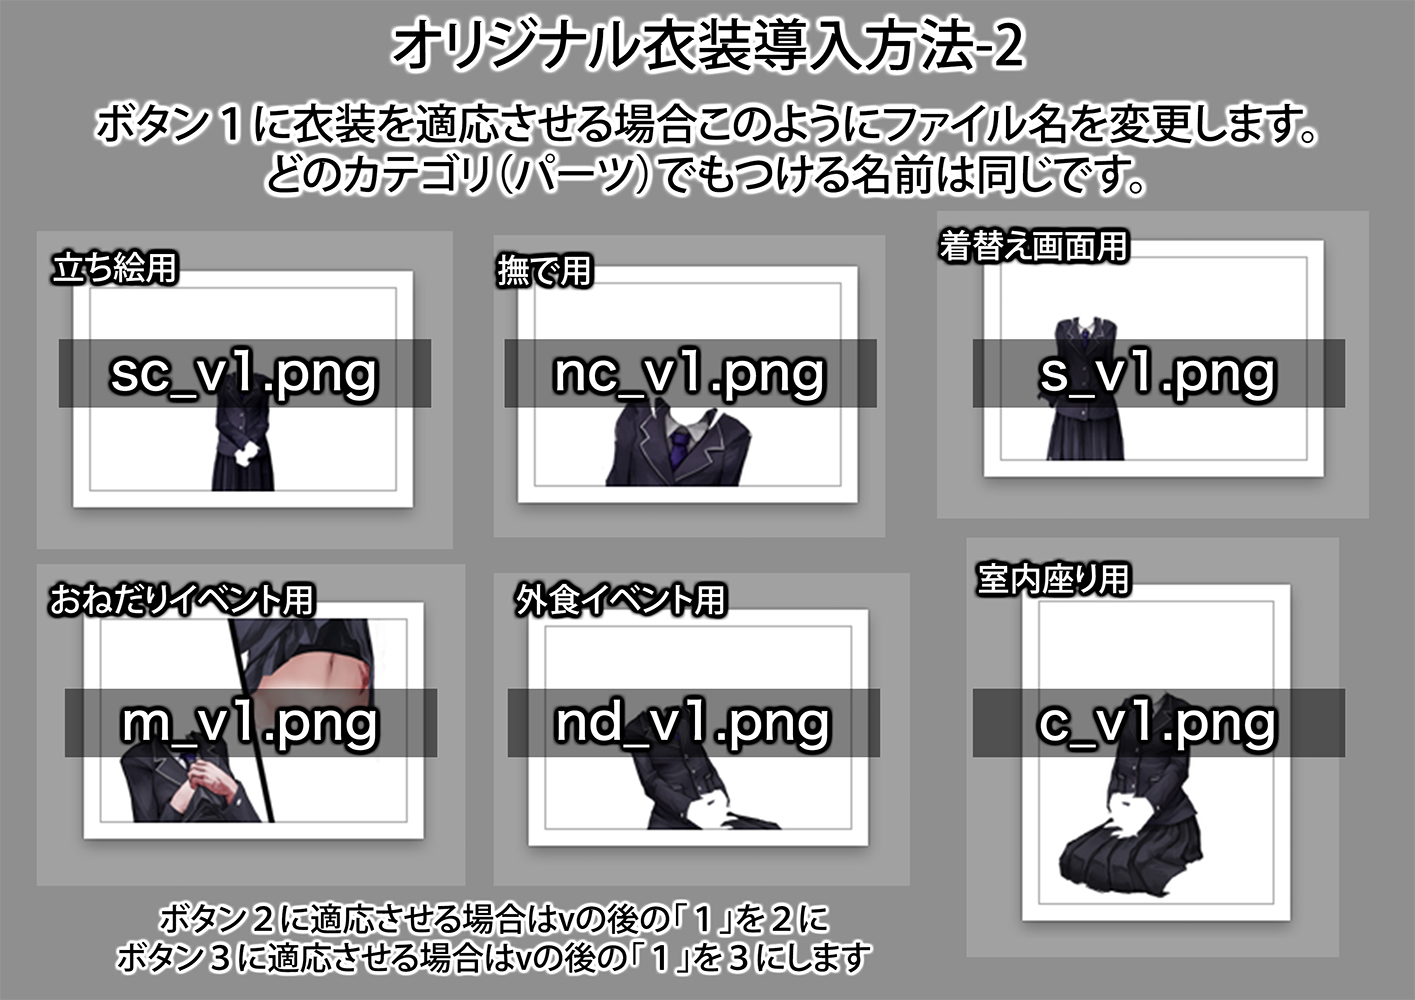 オリジナル衣装導入方法-2
ボタン１に衣装を適応させる場合このようにファイル名を変更します。
どのカテゴリ（パーツ）でもつける名前は同じです。
立ち絵用
sc_v1.png
撫で用
nc_v1.png
着替え画面用
s_v1.png
おねだりイベント用
m_v1.png
外食イベント用
nd_v1.png
室内座り用
c_v1.png
ボタン２に適応させる場合はvの後の「１」を２に
ボタン３に適応させる場合はvの後の「１」を３にします